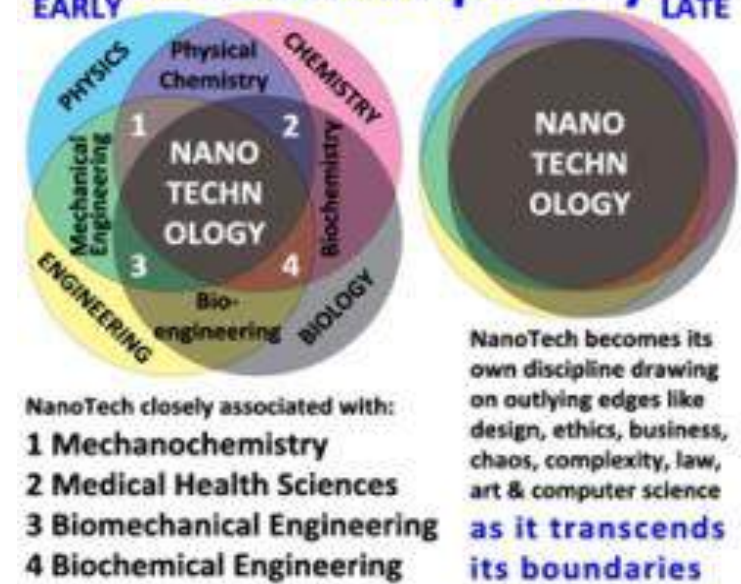 EARLY
LATE
PHYSICS
Physical
Chemistry
CHEMISTRY
1
2
Mechanical
Engineering
NANO
TECHN
OLOGY
Biochemistry
3
4
ENGINEERING
Bio-
engineering
BIOLOGY
NanoTech closely associated with:
1 Mechanochemistry
2 Medical Health Sciences
3 Biomechanical Engineering
4 Biochemical Engineering
NANO
TECHN
OLOGY
NanoTech becomes its
own discipline drawing
on outlying edges like
design, ethics, business,
chaos, complexity, law,
art & computer science
as it transcends
its boundaries